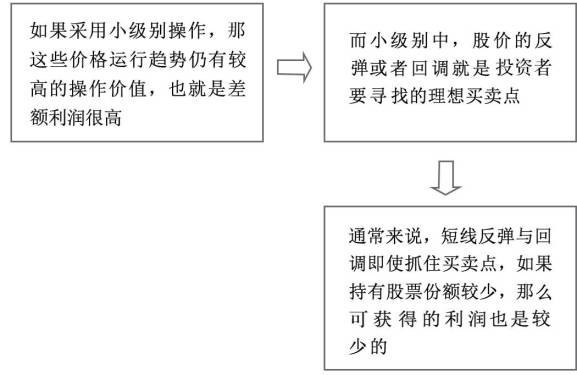 如果采用小级别操作，那
这些价格运行趋势仍有较
高的操作价值，也就是差
额利润很高
而小级别中，股价的反
弹或者回调就是投资者
要寻找的理想买卖点
通常来说，短线反弹与回
调即使抓住买卖点，如果
持有股票份额较少，那么
可获得的利润也是较
少的